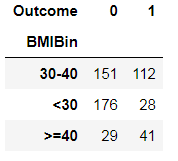 Outcome 0 1
BMIBin
30-40 151 112
<30 176 28
>=40 29 41